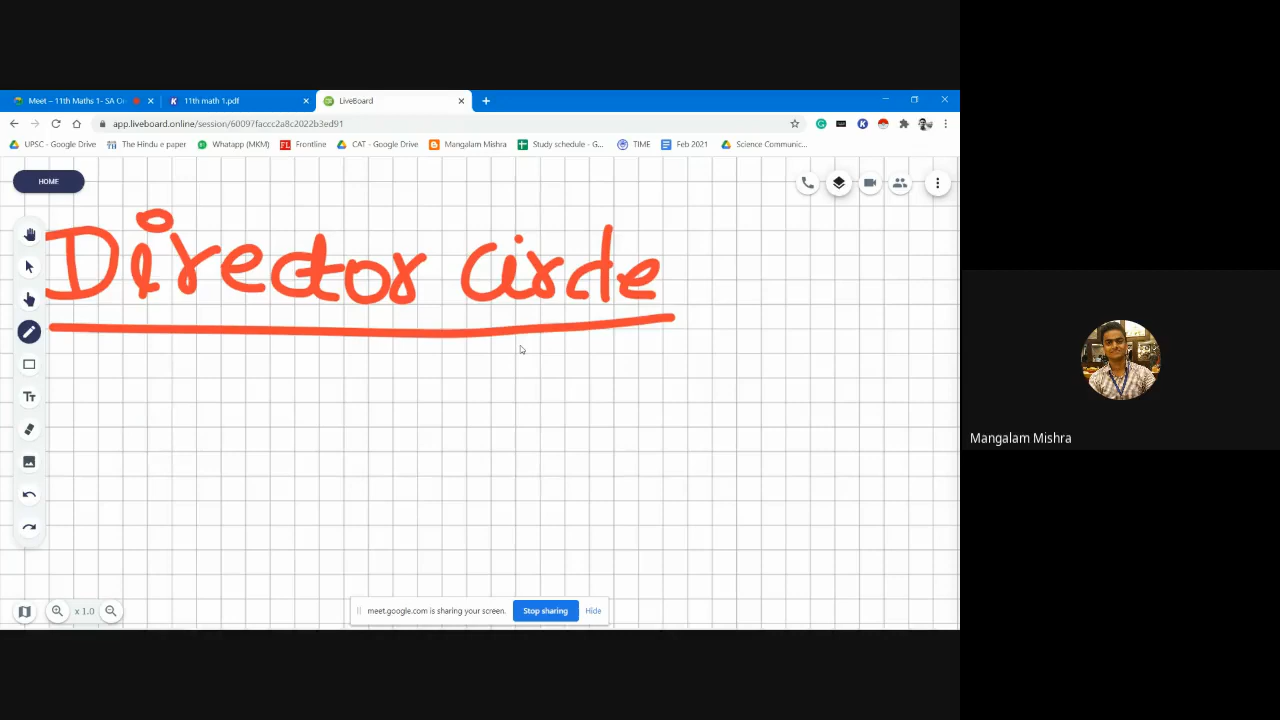 Meet – 11th Maths 1- SA On
11th math 1.pdf
LiveBoard
app.liveboard.online/session/60097faccc2a8c2022b3ed91
UPSC - Google Drive
The Hindu e paper
Whatapp (MKM)
Frontline
CAT - Google Drive
Mangalam Mishra
Study schedule - G...
TIME
Feb 2021
Science Communic...
HOME
Director Circle
Mangalam Mishra
Tт
x 1.0
meet.google.com is sharing your screen.
Stop sharing
Hide